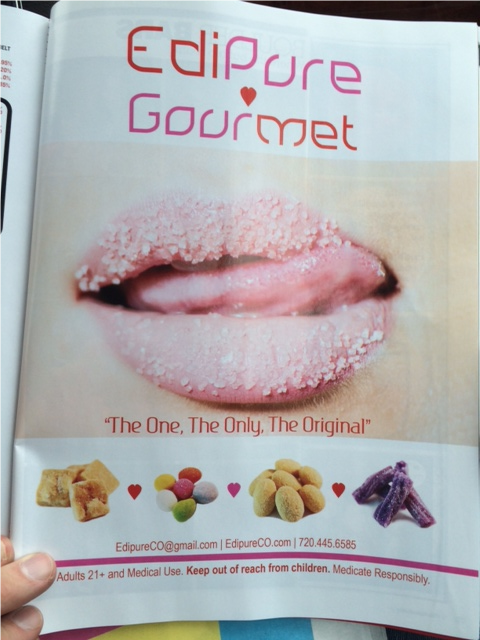 EdiPure
Gourmet
"The One, The Only, The Original"
EdipureCO@gmail.com | EdipureCO.com | 720.445.6585
Adults 21+ and Medical Use. Keep out of reach from children. Medicate Responsibly.